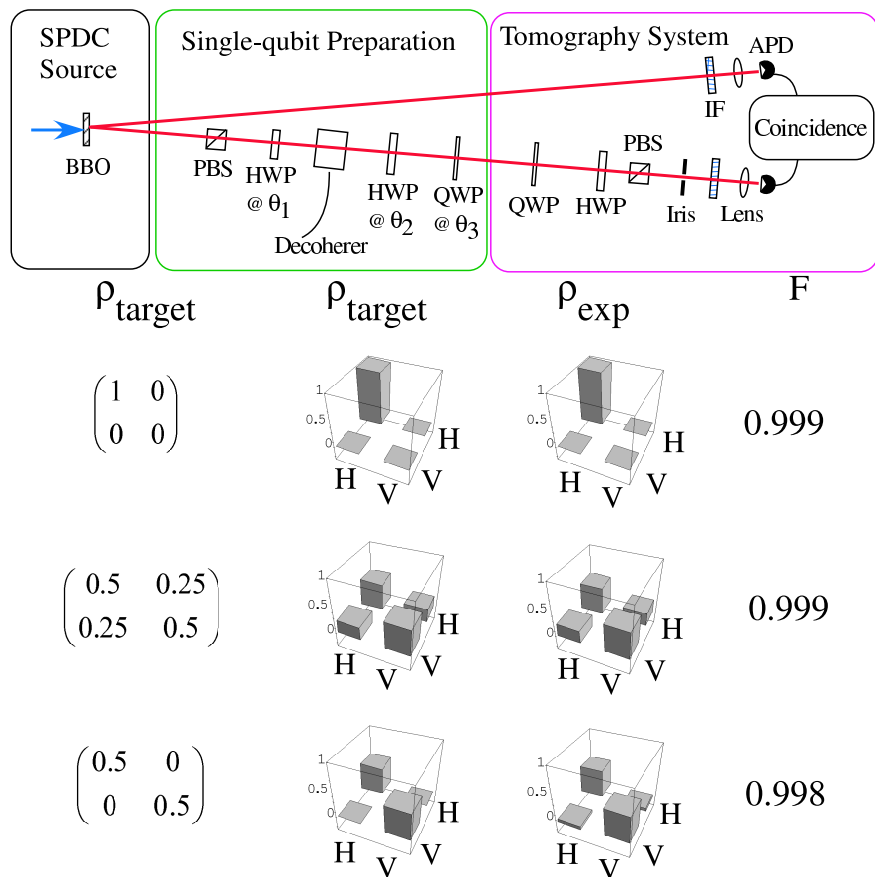 SPDC Source
Single-qubit Preparation
Tomography System
APD
IF
Coincidence
BBO
PBS
HWP @ θ1
Decoherer
HWP @ θ2
QWP @ θ3
QWP
HWP
PBS
Iris
Lens
ρtarget ρtarget ρexp F
1 0
0 0
1
0.5
0
H V V H
1
0.5
0
H V V H
0.999
0.5 0.25
0.25 0.5
1
0.5
0
H V V H
1
0.5
0
H V V H
0.999
0.5 0
0 0.5
1
0.5
0
H V V H
1
0.5
0
H V V H
0.998